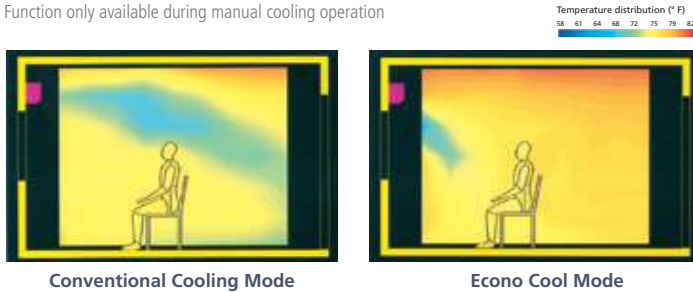 Function only available during manual cooling operation
Temperature distribution (° F)
58 61 64 68 72 75 79 82
Conventional Cooling Mode
Econo Cool Mode